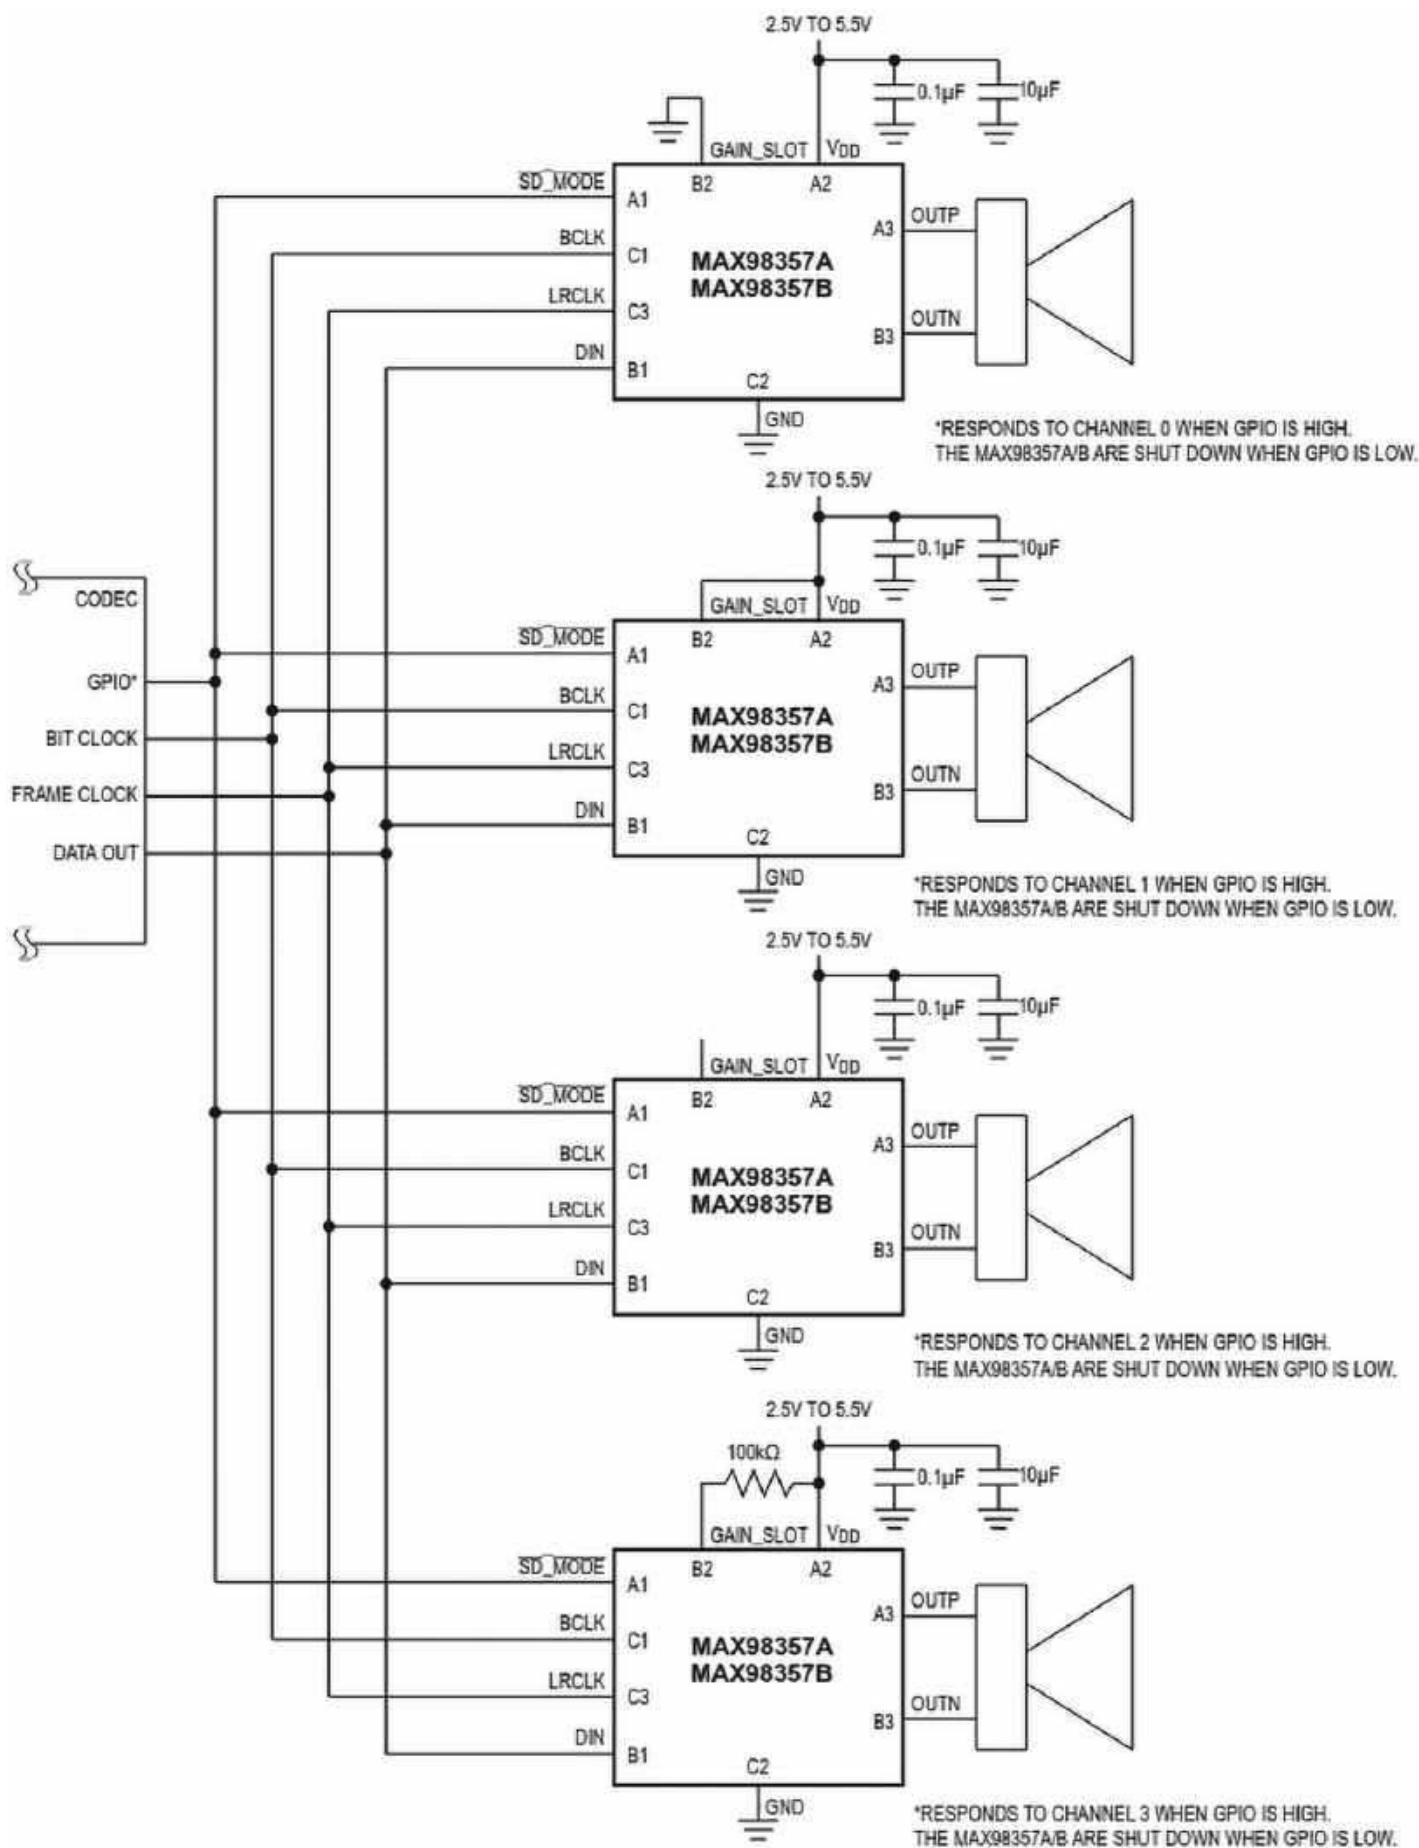 2.5V TO 5.5V
0.1µF
10µF
GAIN_SLOT
VDD
SD_MODE
B2
A2
A1
OUTP
A3
BCLK
C1
MAX98357A
MAX98357B
LRCLK
C3
OUTN
B3
DIN
B1
C2
GND
*RESPONDS TO CHANNEL 0 WHEN GPIO IS HIGH.
THE MAX98357A/B ARE SHUT DOWN WHEN GPIO IS LOW.
2.5V TO 5.5V
0.1µF
10µF
CODEC
GPIO*
BIT CLOCK
FRAME CLOCK
DATA OUT
GAIN_SLOT
VDD
SD_MODE
B2
A2
A1
OUTP
A3
BCLK
C1
MAX98357A
MAX98357B
LRCLK
C3
OUTN
B3
DIN
B1
C2
GND
*RESPONDS TO CHANNEL 1 WHEN GPIO IS HIGH.
THE MAX98357A/B ARE SHUT DOWN WHEN GPIO IS LOW.
2.5V TO 5.5V
0.1µF
10µF
GAIN_SLOT
VDD
SD_MODE
B2
A2
A1
OUTP
A3
BCLK
C1
MAX98357A
MAX98357B
LRCLK
C3
OUTN
B3
DIN
B1
C2
GND
*RESPONDS TO CHANNEL 2 WHEN GPIO IS HIGH.
THE MAX98357A/B ARE SHUT DOWN WHEN GPIO IS LOW.
2.5V TO 5.5V
100kΩ
0.1µF
10µF
GAIN_SLOT
VDD
SD_MODE
B2
A2
A1
OUTP
A3
BCLK
C1
MAX98357A
MAX98357B
LRCLK
C3
OUTN
B3
DIN
B1
C2
GND
*RESPONDS TO CHANNEL 3 WHEN GPIO IS HIGH.
THE MAX98357A/B ARE SHUT DOWN WHEN GPIO IS LOW.